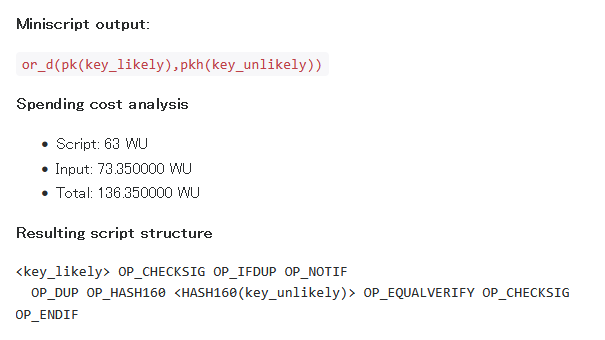 Miniscript output:
or_d(pk(key_likely),pkh(key_unlikely))
Spending cost analysis
• Script: 63 WU
• Input: 73.350000 WU
• Total: 136.350000 WU
Resulting script structure
<key_likely> OP_CHECKSIG OP_IFDUP OP_NOTIF
  OP_DUP OP_HASH160 <HASH160(key_unlikely)> OP_EQUALVERIFY OP_CHECKSIG
OP_ENDIF